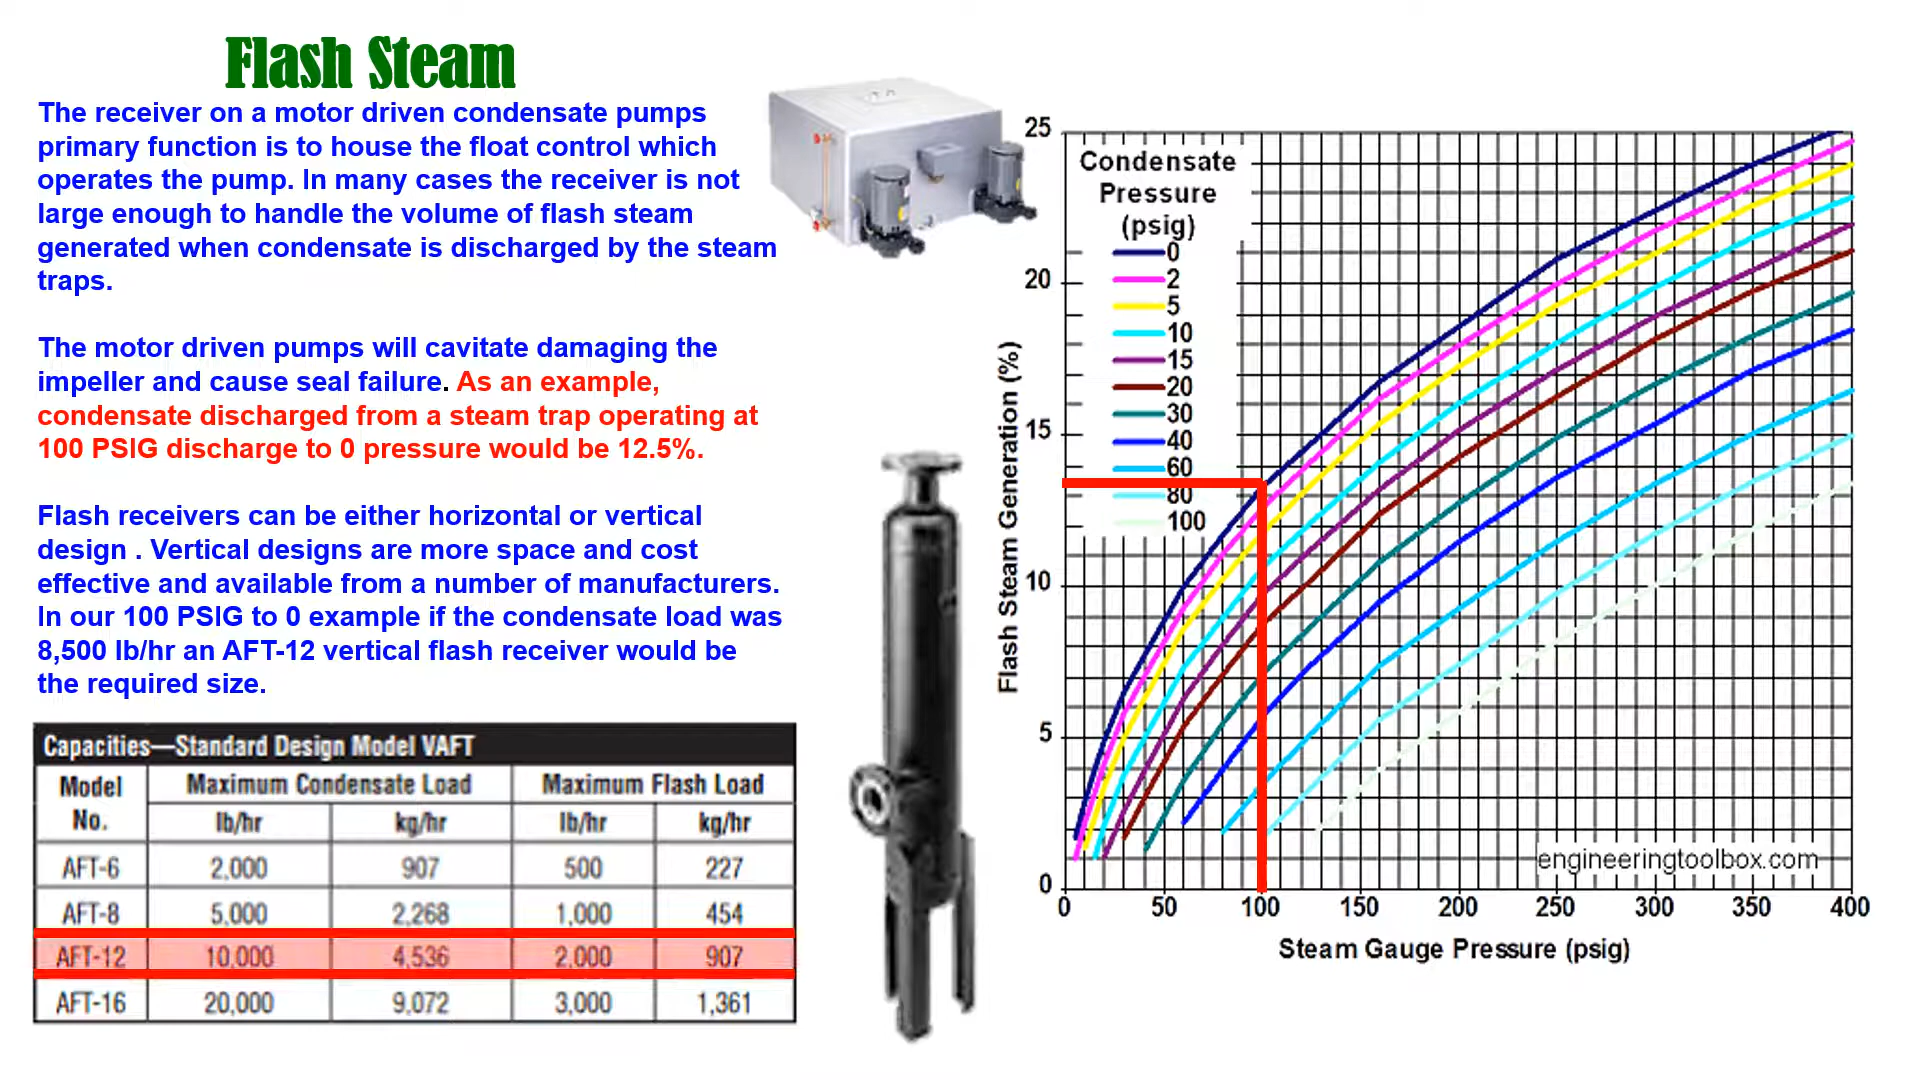 Flash Steam
The receiver on a motor driven condensate pumps
primary function is to house the float control which
operates the pump. In many cases the receiver is not
large enough to handle the volume of flash steam
generated when condensate is discharged by the steam
traps.
The motor driven pumps will cavitate damaging the
impeller and cause seal failure. As an example,
condensate discharged from a steam trap operating at
100 PSIG discharge to 0 pressure would be 12.5%.
Flash receivers can be either horizontal or vertical
design . Vertical designs are more space and cost
effective and available from a number of manufacturers.
In our 100 PSIG to 0 example if the condensate load was
8,500 lb/hr an AFT-12 vertical flash receiver would be
the required size.
Capacities—Standard Design Model VAFT
Model No. Maximum Condensate Load Maximum Flash Load
lb/hr kg/hr lb/hr kg/hr
AFT-6 2,000 907 500 227
AFT-8 5,000 2,268 1,000 454
AFT-12 10,000 4,536 2,000 907
AFT-16 20,000 9,072 3,000 1,361
Flash Steam Generation (%)
25
20
15
10
5
0
Condensate
Pressure
(psig)
0
2
5
10
15
20
30
40
60
80
100
engineeringtoolbox.com
0 50 100 150 200 250 300 350 400
Steam Gauge Pressure (psig)